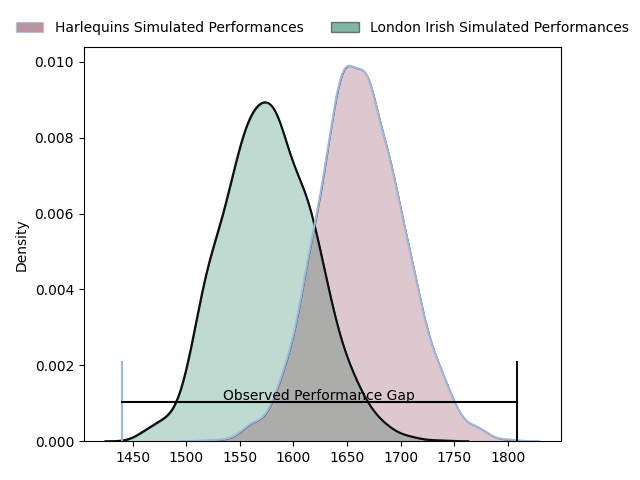 Harlequins Simulated Performances London Irish Simulated Performances
0.010
0.008
0.006
0.004
0.002
0.000
Density
Observed Performance Gap
1450 1500 1550 1600 1650 1700 1750 1800